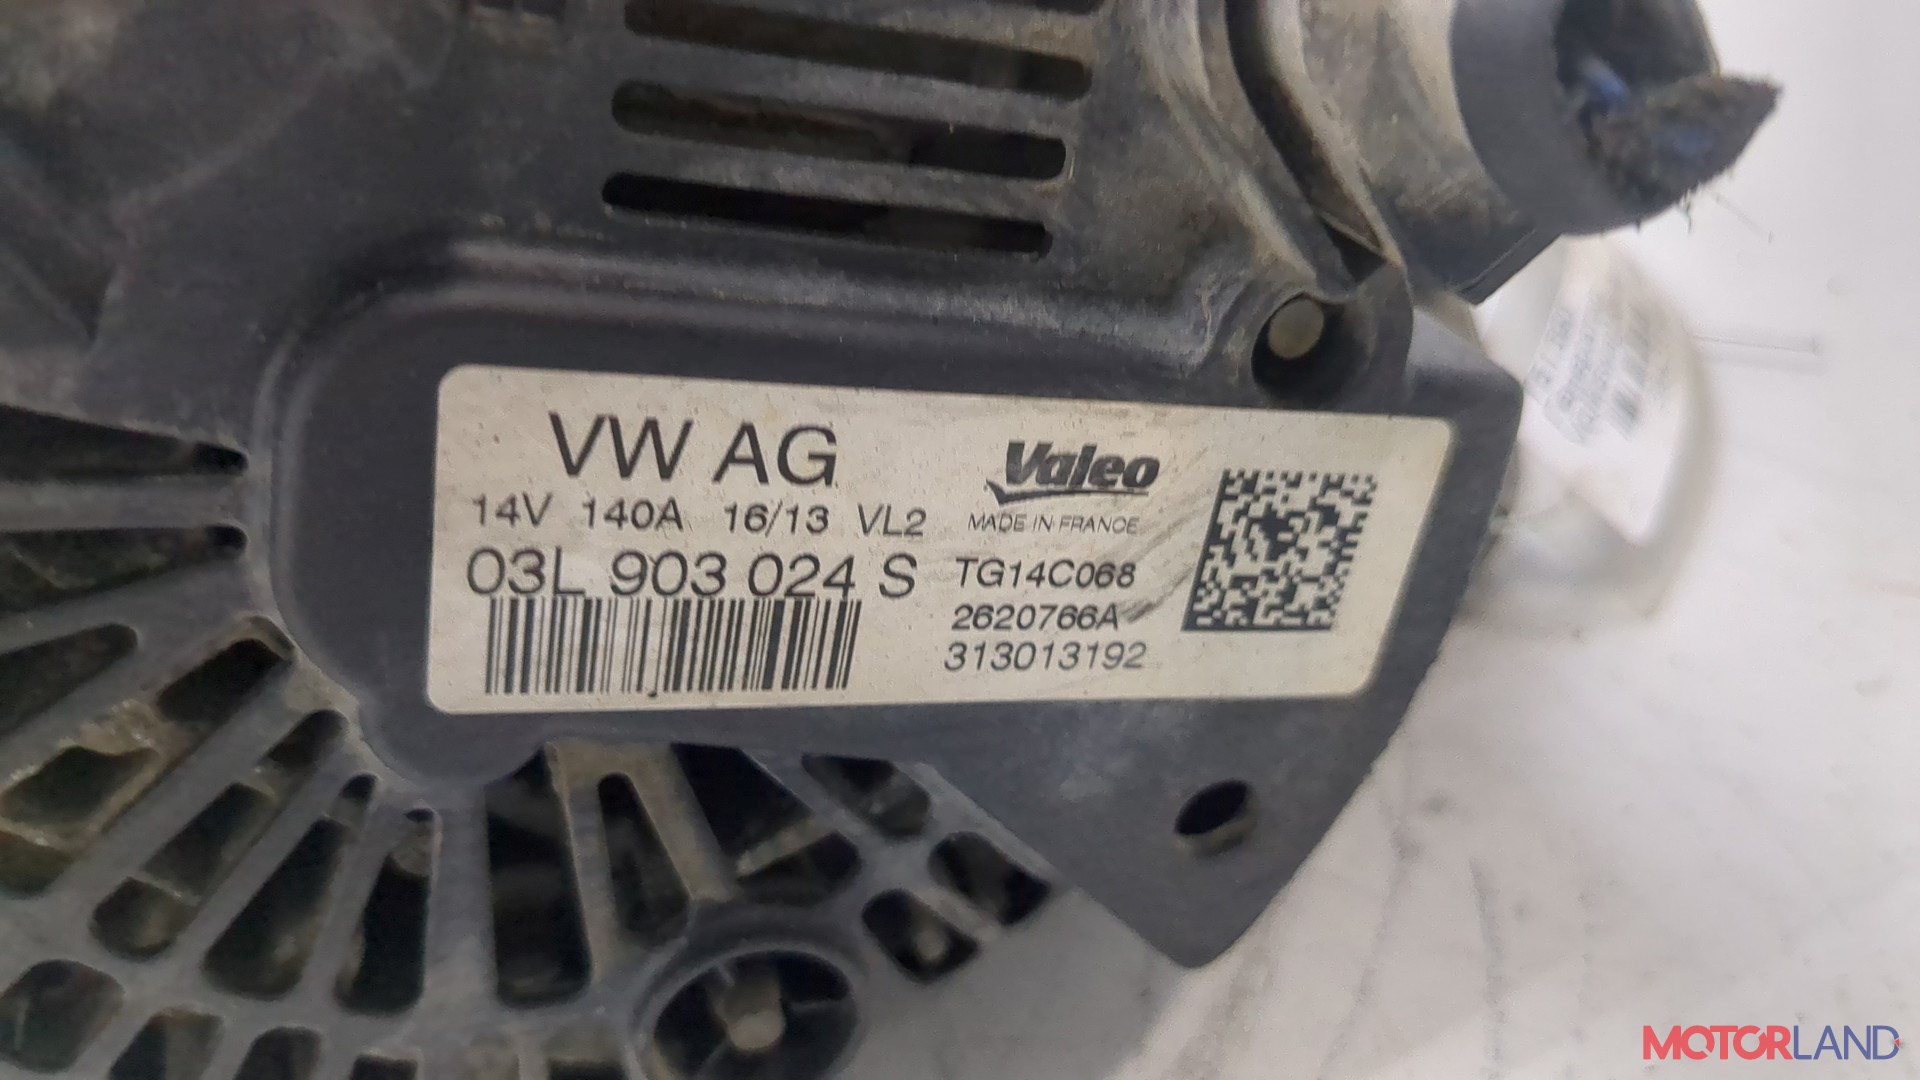 VW AG
14V 140A 16/13 VL2
03L 903 024 S
Valeo
MADE IN FRANCE
TG14C068
2620766A
313013192
MOTORLAND